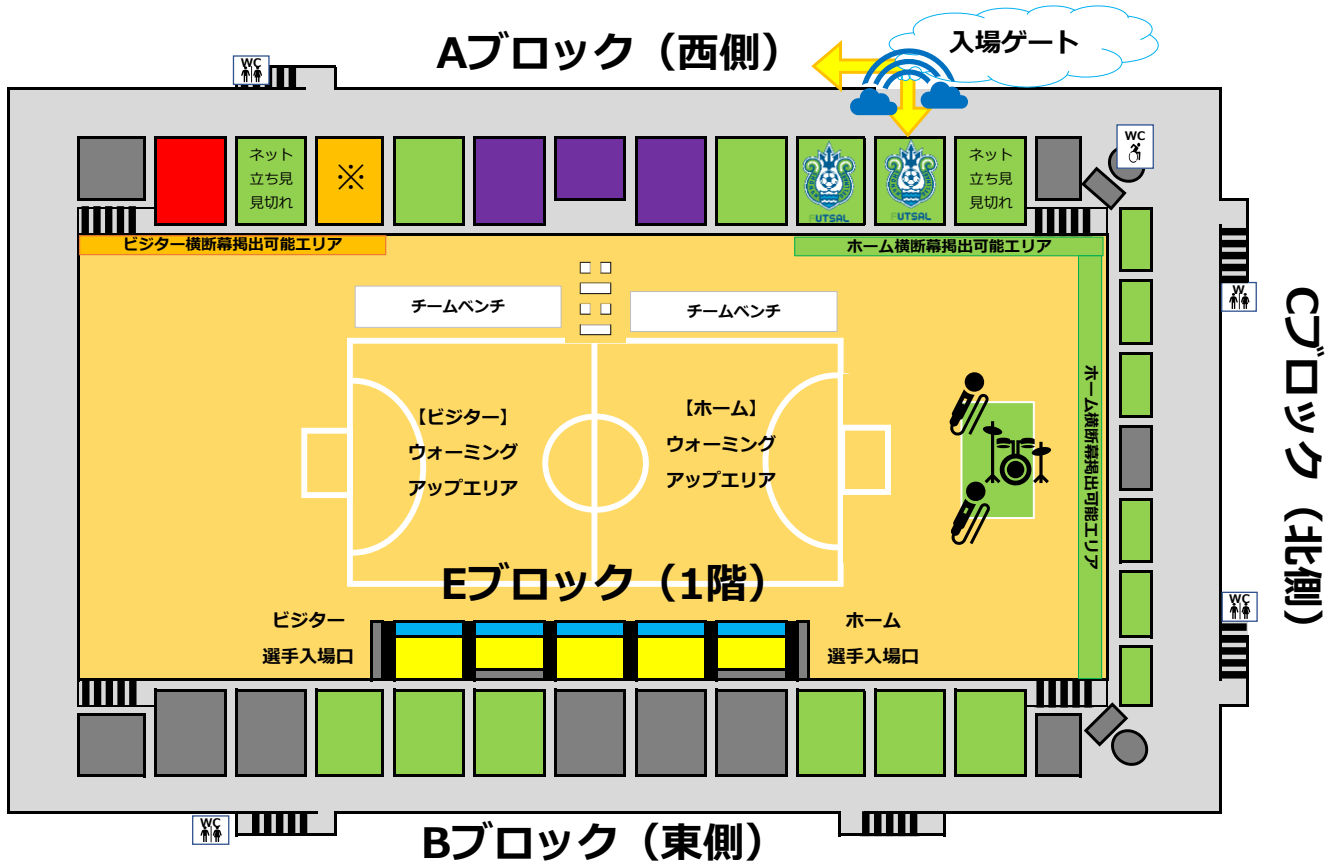 Aブロック（西側）
入場ゲート
WC
WC
ネット
立ち見
見切れ
※
FUTSAL
FUTSAL
ネット
立ち見
見切れ
ビジター横断幕掲出可能エリア
ホーム横断幕掲出可能エリア
チームベンチ
チームベンチ
W
Cブロック（北側）
ホーム横断幕掲出可能エリア
【ビジター】
ウォーミング
アップエリア
【ホーム】
ウォーミング
アップエリア
Eブロック（1階）
ビジター
選手入場口
ホーム
選手入場口
WC
WC
Bブロック（東側）